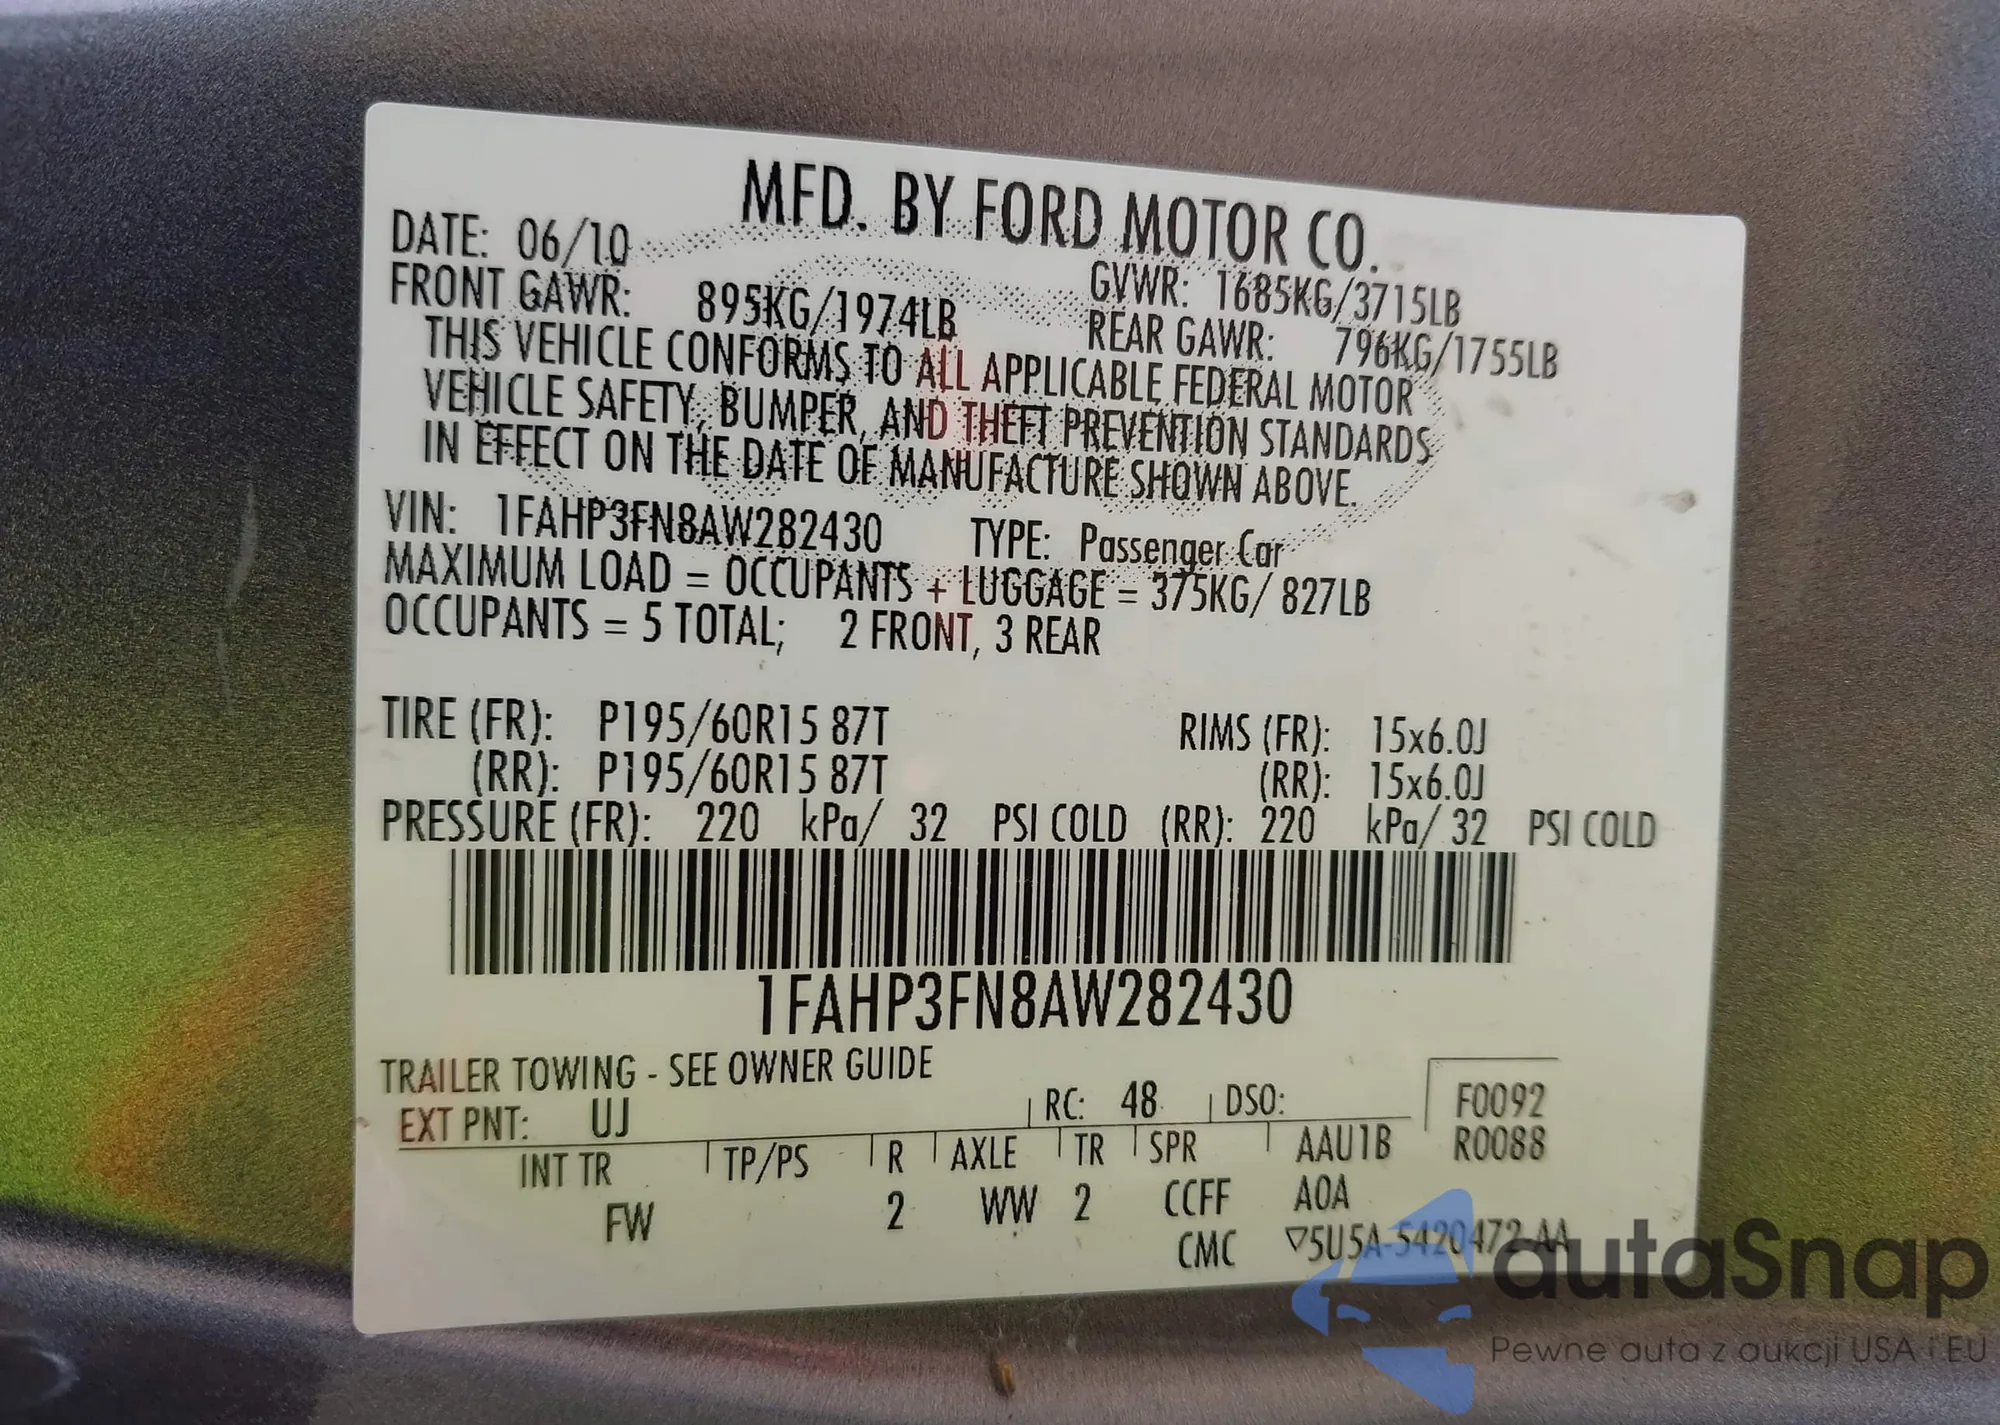 MFD. BY FORD MOTOR CO.
DATE: 06/10
GVWR: 1685KG/3715LB
FRONT GAWR: 895KG/1974LB
REAR GAWR: 796KG/1755LB
THIS VEHICLE CONFORMS TO ALL APPLICABLE FEDERAL MOTOR
VEHICLE SAFETY, BUMPER, AND THEFT PREVENTION STANDARDS
IN EFFECT ON THE DATE OF MANUFACTURE SHOWN ABOVE.
VIN: 1FAHP3FN8AW282430 TYPE: Passenger Car
MAXIMUM LOAD = OCCUPANTS + LUGGAGE = 375KG/ 827LB
OCCUPANTS = 5 TOTAL; 2 FRONT, 3 REAR
TIRE (FR): P195/60R15 87T RIMS (FR): 15x6.0J
(RR): P195/60R15 87T (RR): 15x6.0J
PRESSURE (FR): 220 kPa/ 32 PSI COLD (RR): 220 kPa/ 32 PSI COLD
1FAHP3FN8AW282430
TRAILER TOWING - SEE OWNER GUIDE
EXT PNT: UJ RC: 48 DSO: F0092
INT TR TP/PS R AXLE TR SPR AAU1B R0088
FW 2 WW 2 CCFF A0A
CMC ▽5U5A-5420472-AA
autaSnap
Pewne auta z aukcji USA i EU